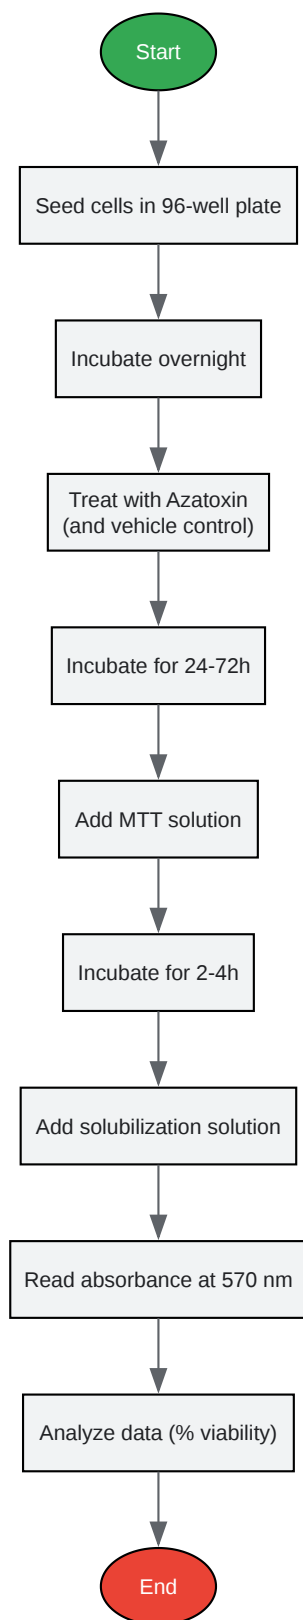 Start
Seed cells in 96-well plate
Incubate overnight
Treat with Azatoxin
(and vehicle control)
Incubate for 24-72h
Add MTT solution
Incubate for 2-4h
Add solubilization solution
Read absorbance at 570 nm
Analyze data (% viability)
End